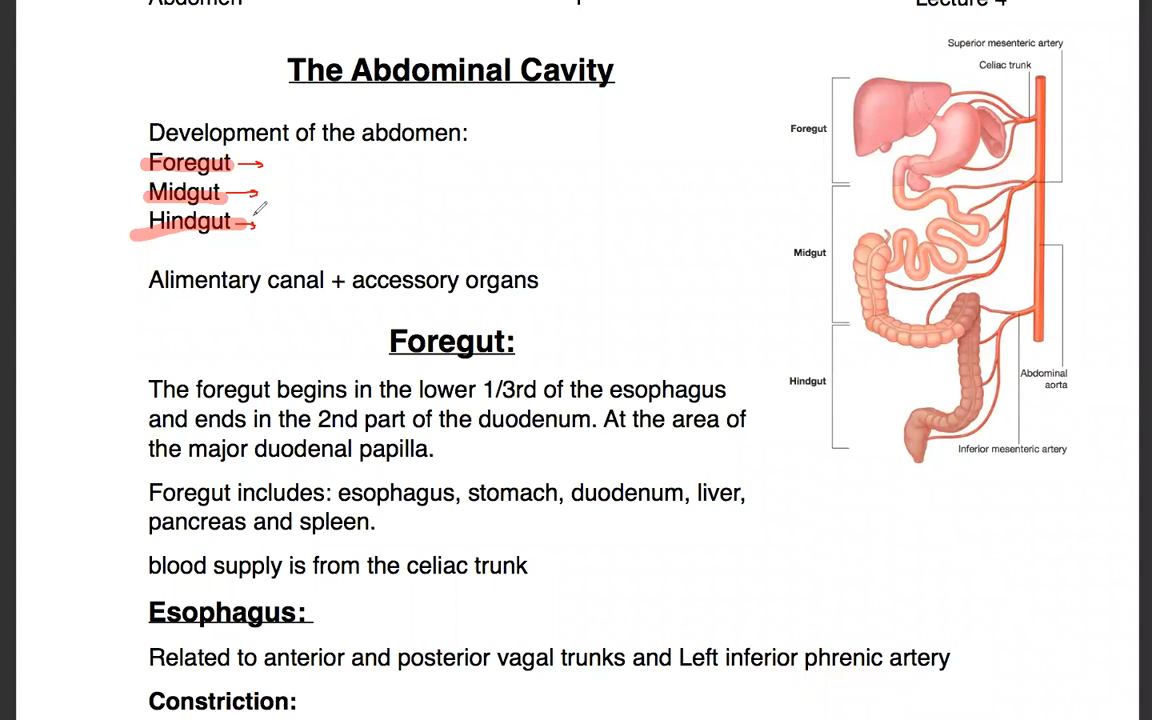 Abdomen
Lecture 4
The Abdominal Cavity
Development of the abdomen:
Foregut
Midgut
Hindgut
Alimentary canal + accessory organs
Foregut:
The foregut begins in the lower 1/3rd of the esophagus
and ends in the 2nd part of the duodenum. At the area of
the major duodenal papilla.
Foregut includes: esophagus, stomach, duodenum, liver,
pancreas and spleen.
blood supply is from the celiac trunk
Esophagus:
Related to anterior and posterior vagal trunks and Left inferior phrenic artery
Constriction:
Superior mesenteric artery
Celiac trunk
Foregut
Midgut
Hindgut
Abdominal
aorta
Inferior mesenteric artery